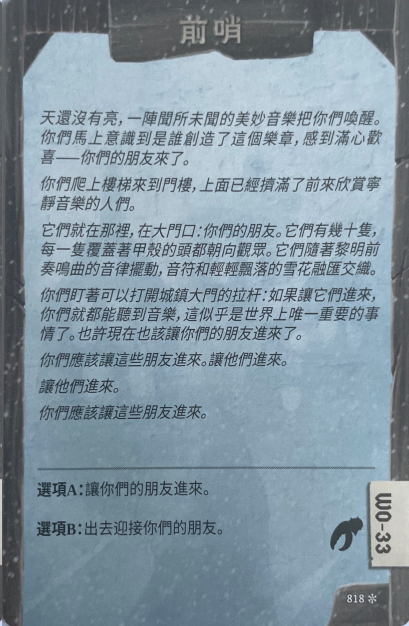 前哨
天還沒有亮，一陣聞所未聞的美妙音樂把你們喚醒。
你們馬上意識到是誰創造了這個樂章，感到滿心歡
喜——你們的朋友來了。
你們爬上樓梯來到門樓，上面已經擠滿了前來欣賞寧
靜音樂的人們。
它們就在那裡，在大門口：你們的朋友。它們有幾十隻，
每一隻覆蓋著甲殼的頭都朝向觀眾。它們隨著黎明前
奏鳴曲的音律擺動，音符和輕輕飄落的雪花融匯交織。
你們盯著可以打開城鎮大門的拉杆：如果讓它們進來，
你們就都能聽到音樂，這似乎是世界上唯一重要的事
情了。也許現在也該讓你們的朋友進來了。
你們應該讓這些朋友進來。讓他們進來。
讓他們進來。
你們應該讓這些朋友進來。
選項A：讓你們的朋友進來。
選項B：出去迎接你們的朋友。
WO-33
818